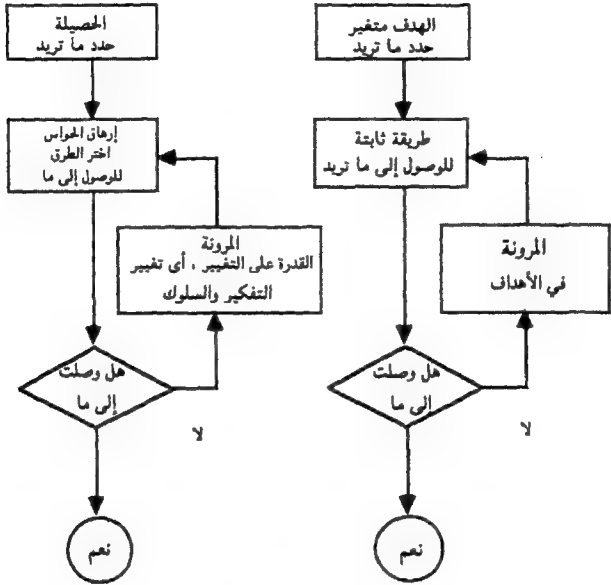 الهدف متغير
حدد ما تريد
طريقة ثابتة
للوصول إلى ما تريد
المرونة
في الأهداف
هل وصلت
إلى ما
لا
نعم
الحصيلة
حدد ما تريد
إرهاق الحواس
اختر الطرق
للوصول إلى ما
المرونة
القدرة على التغيير ، أى تغيير
التفكير والسلوك
هل وصلت
إلى ما
لا
نعم